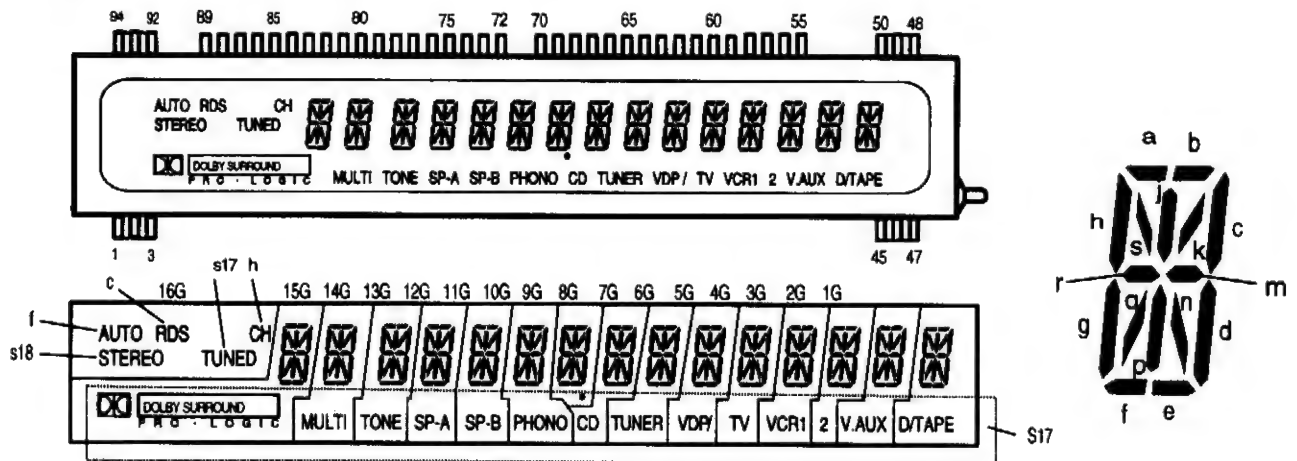 94 92 89 85 80 75 72 70 65 60 55 50 48
AUTO RDS CH
STEREO TUNED
DOLBY SURROUND
PRO · LOGIC MULTI TONE SP-A SP-B PHONO CD TUNER VDP/ TV VCR1 2 V.AUX D/TAPE
1 3 45 47
s17 h
c
16G 15G 14G 13G 12G 11G 10G 9G 8G 7G 6G 5G 4G 3G 2G 1G
f
AUTO RDS CH
s18
STEREO TUNED
DOLBY SURROUND
PRO · LOGIC MULTI TONE SP-A SP-B PHONO CD TUNER VDP/ TV VCR1 2 V.AUX D/TAPE
S17
a b
j
h c
s k
r m
q n
g d
p
f e